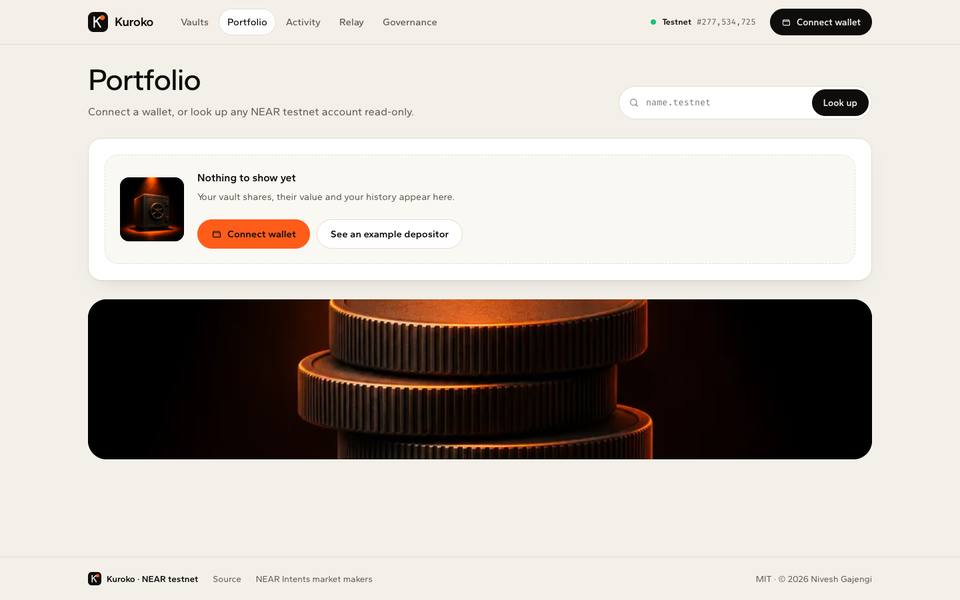 Kuroko
Vaults
Portfolio
Activity
Relay
Governance
Testnet #277,534,725
Connect wallet
Portfolio
Connect a wallet, or look up any NEAR testnet account read-only.
name.testnet
Look up
Nothing to show yet
Your vault shares, their value and your history appear here.
Connect wallet
See an example depositor
Kuroko · NEAR testnet
Source
NEAR Intents market makers
MIT · © 2026 Nivesh Gajengi